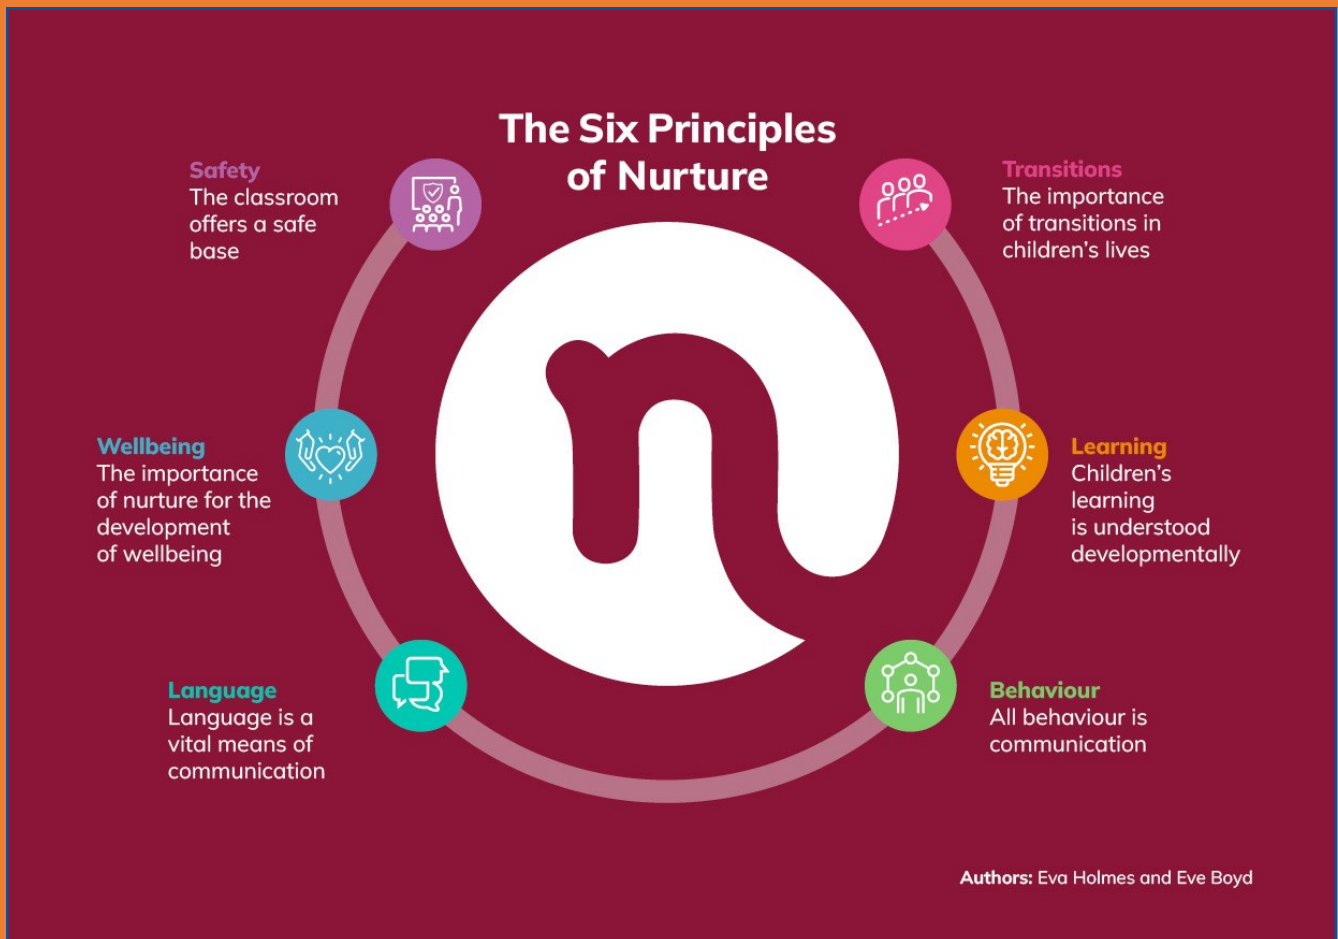 The Six Principles
of Nurture
Safety
The classroom
offers a safe
base
Transitions
The importance
of transitions in
children's lives
Wellbeing
The importance
of nurture for the
development
of wellbeing
Learning
Children's
learning
is understood
developmentally
Language
Language is a
vital means of
communication
Behaviour
All behaviour is
communication
n
Authors: Eva Holmes and Eve Boyd